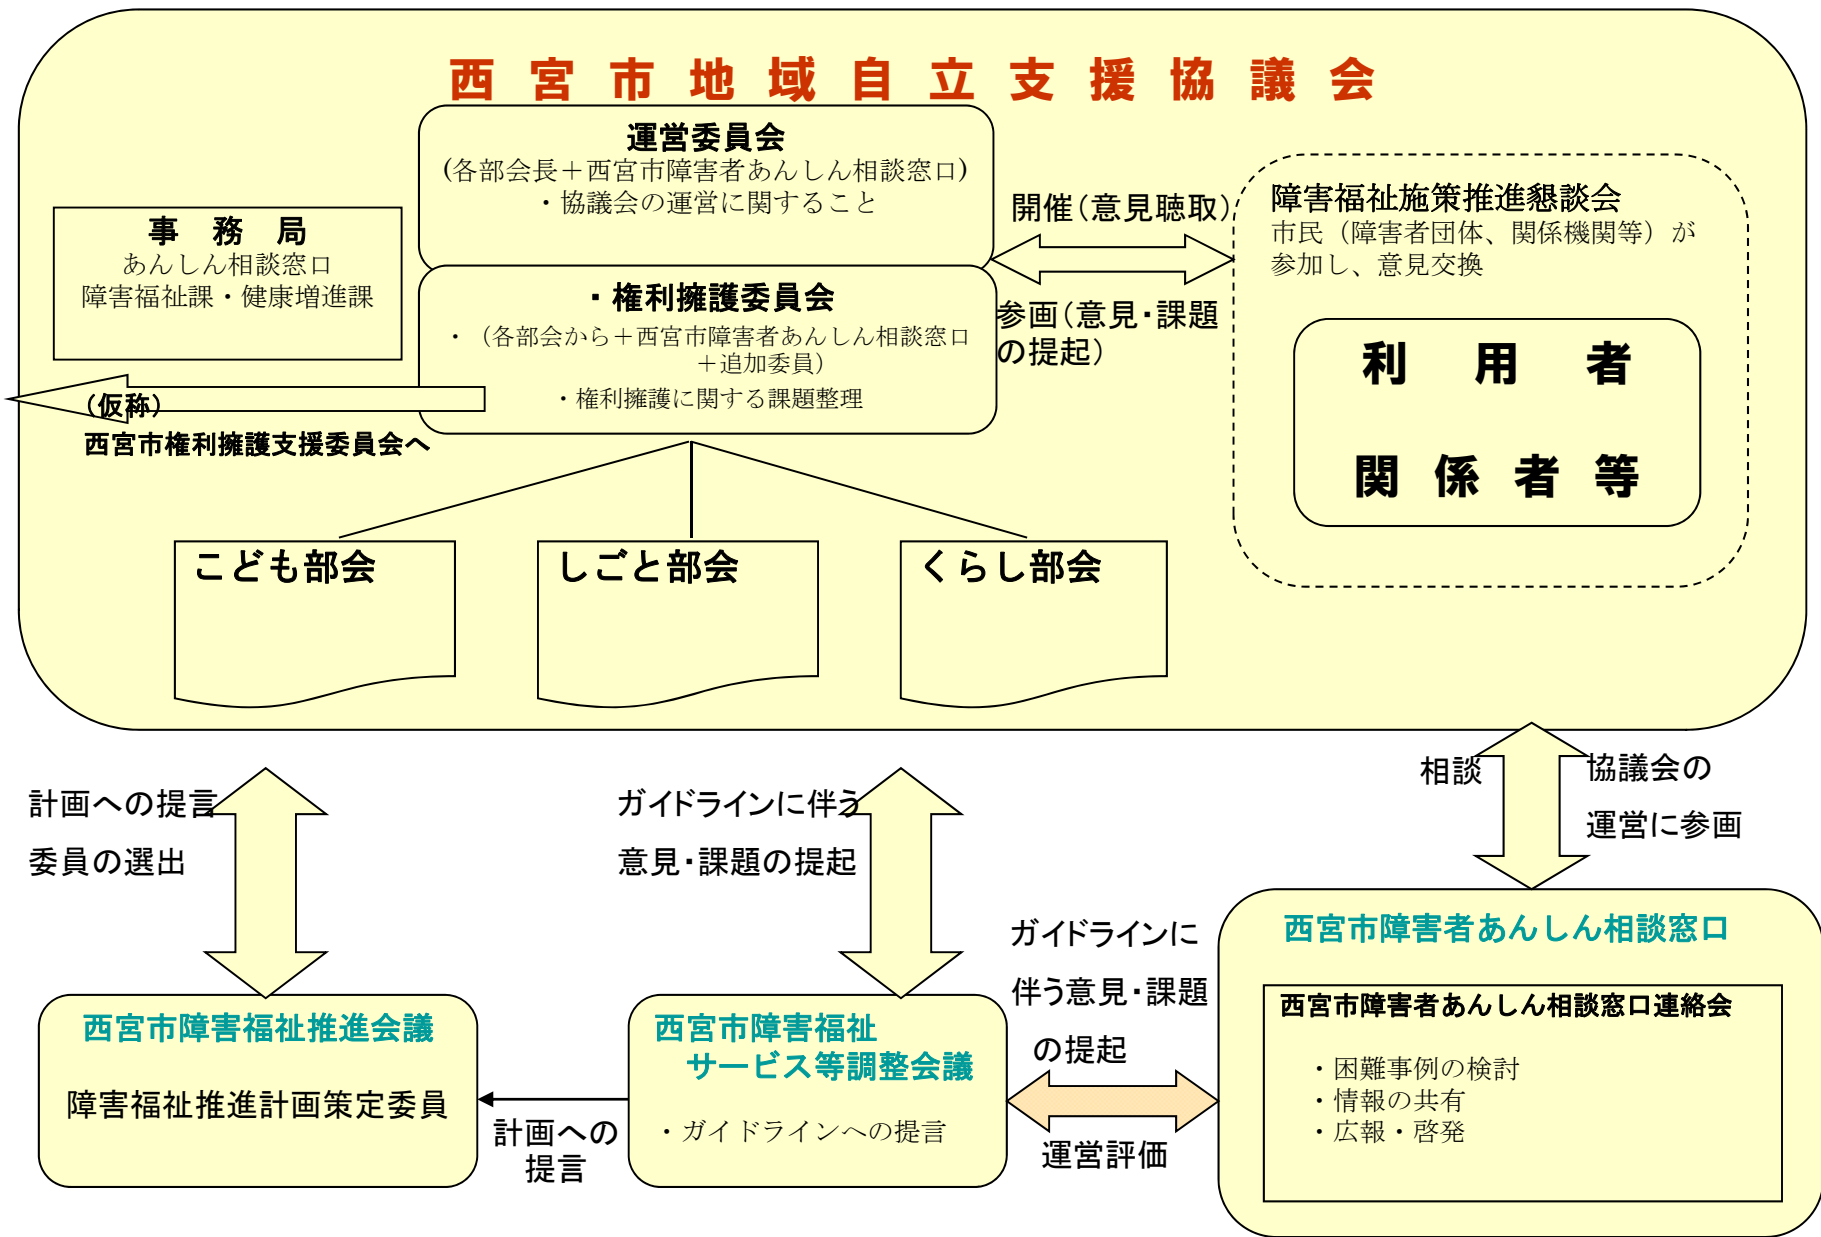 西宮市地域自立支援協議会
運営委員会
(各部会長＋西宮市障害者あんしん相談窓口)
・協議会の運営に関すること
事務局
あんしん相談窓口
障害福祉課・健康増進課
・権利擁護委員会
・（各部会から＋西宮市障害者あんしん相談窓口
＋追加委員）
・権利擁護に関する課題整理
（仮称）
西宮市権利擁護支援委員会へ
開催（意見聴取）
参画（意見・課題
の提起）
障害福祉施策推進懇談会
市民（障害者団体、関係機関等）が
参加し、意見交換
利用者
関係者等
こども部会
しごと部会
くらし部会
計画への提言
委員の選出
ガイドラインに伴う
意見・課題の提起
相談
協議会の
運営に参画
ガイドラインに
伴う意見・課題
の提起
運営評価
西宮市障害福祉推進会議
障害福祉推進計画策定委員
計画への
提言
西宮市障害福祉
サービス等調整会議
・ガイドラインへの提言
西宮市障害者あんしん相談窓口
西宮市障害者あんしん相談窓口連絡会
・困難事例の検討
・情報の共有
・広報・啓発